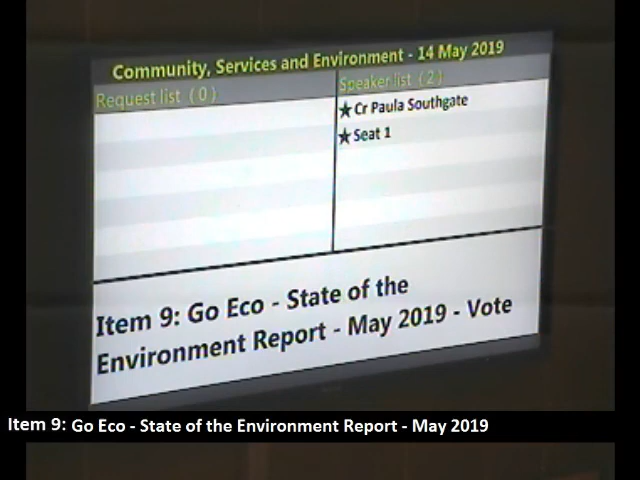 Community, Services and Environment - 14 May 2019
Request list ( 0 )
Speaker list ( 2 )
★Cr Paula Southgate
★Seat 1
Item 9: Go Eco - State of the
Environment Report - May 2019 - Vote
Item 9: Go Eco - State of the Environment Report - May 2019